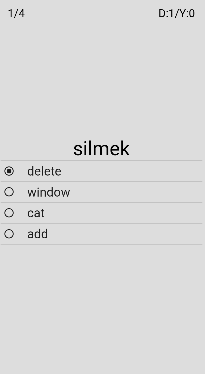 1/4 D:1/Y:0
silmek
delete
window
cat
add